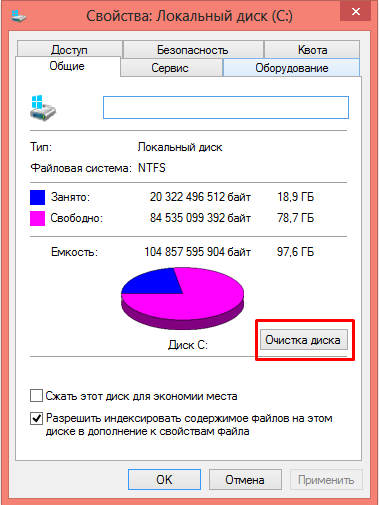 Свойства: Локальный диск (C:)
Доступ Безопасность Квота
Общие Сервис Оборудование
Тип: Локальный диск
Файловая система: NTFS
Занято: 20 322 496 512 байт 18,9 ГБ
Свободно: 84 535 099 392 байт 78,7 ГБ
Емкость: 104 857 595 904 байт 97,6 ГБ
Диск C: Очистка диска
Сжать этот диск для экономии места
Разрешить индексировать содержимое файлов на этом
диске в дополнение к свойствам файла
OK Отмена Применить